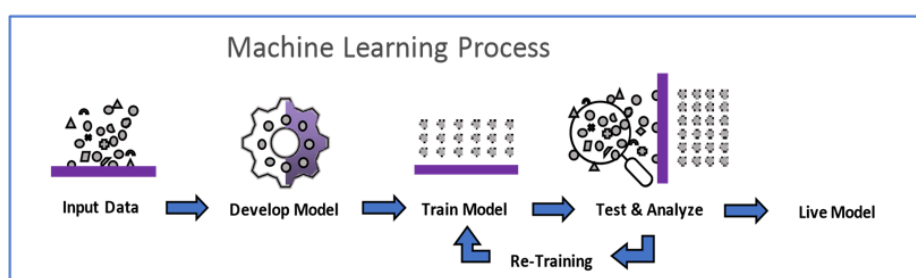 Machine Learning Process
Input Data
Develop Model
Train Model
Test & Analyze
Live Model
Re-Training